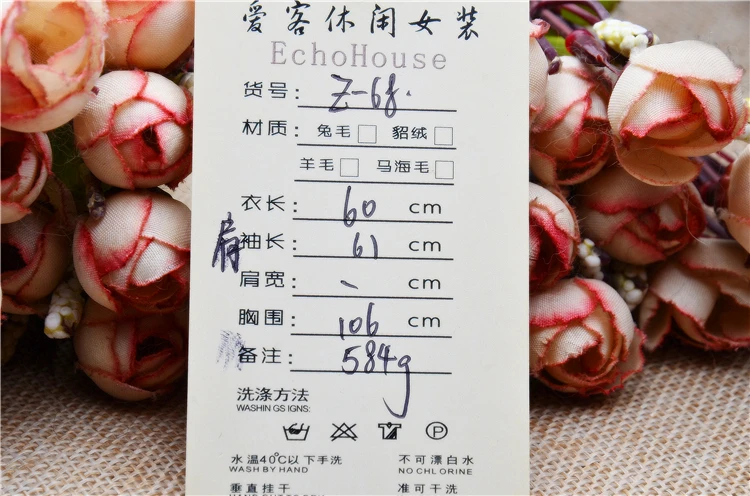 爱客休闲女装
EchoHouse
货号: Z-68.
材质: 兔毛 □ 貂绒 □
羊毛 □ 马海毛 □
衣长: 60 cm
肩袖长: 61 cm
肩宽: - cm
胸围: 106 cm
备注: 584g
洗涤方法
WASHIN GS IGNS:
水温40℃以下手洗 不可漂白水
WASH BY HAND NO CHL ORINE
垂直挂干 准可干洗